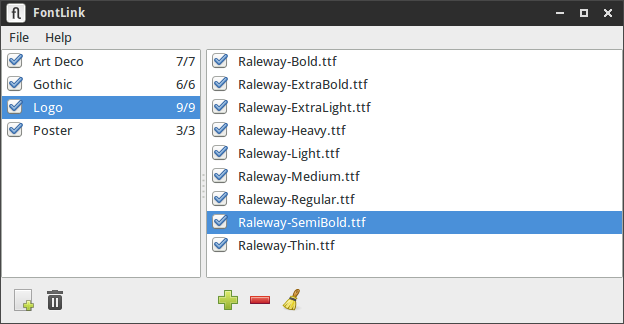 fl FontLink
File Help
Art Deco 7/7
Gothic 6/6
Logo 9/9
Poster 3/3
Raleway-Bold.ttf
Raleway-ExtraBold.ttf
Raleway-ExtraLight.ttf
Raleway-Heavy.ttf
Raleway-Light.ttf
Raleway-Medium.ttf
Raleway-Regular.ttf
Raleway-SemiBold.ttf
Raleway-Thin.ttf